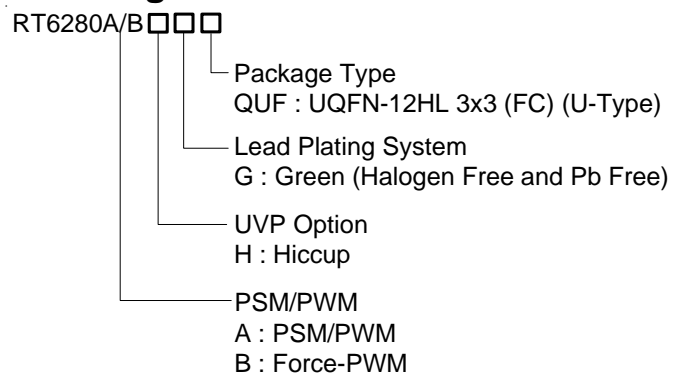 RT6280A/B
Package Type
QUF : UQFN-12HL 3x3 (FC) (U-Type)
Lead Plating System
G : Green (Halogen Free and Pb Free)
UVP Option
H : Hiccup
PSM/PWM
A : PSM/PWM
B : Force-PWM